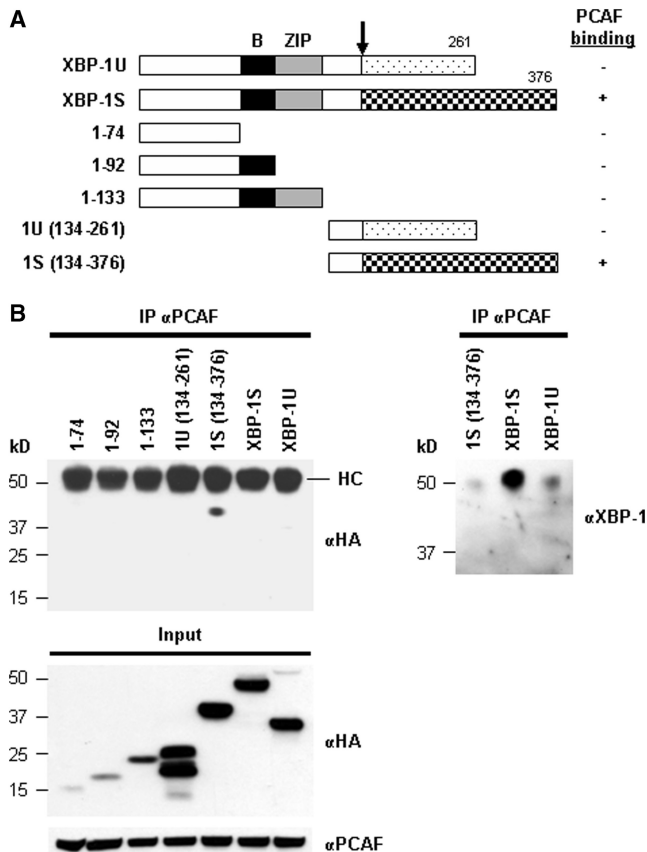 A
B ZIP
PCAF
binding
XBP-1U 261 -
XBP-1S 376 +
1-74 -
1-92 -
1-133 -
1U (134-261) -
1S (134-376) +
B
IP αPCAF
1-74
1-92
1-133
1U (134-261)
1S (134-376)
XBP-1S
XBP-1U
kD
50
37
25
15
HC
αHA
IP αPCAF
1S (134-376)
XBP-1S
XBP-1U
kD
50
37
αXBP-1
Input
50
37
25
15
αHA
αPCAF